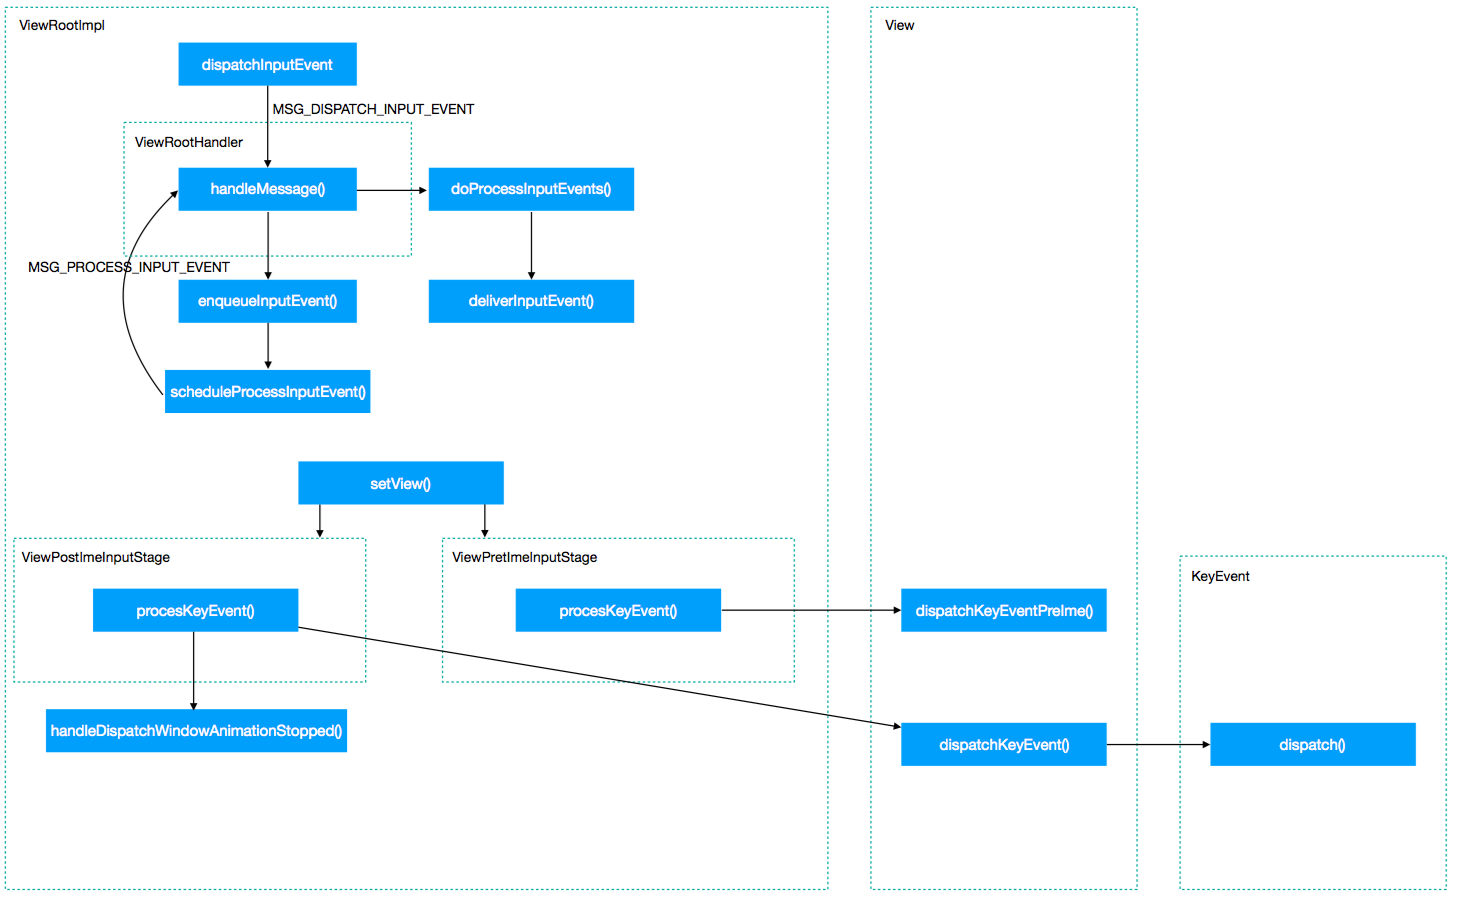 ViewRootImpl
View
dispatchInputEvent
MSG_DISPATCH_INPUT_EVENT
ViewRootHandler
handleMessage()
doProcessInputEvents()
MSG_PROCESS_INPUT_EVENT
enqueueInputEvent()
deliverInputEvent()
scheduleProcessInputEvent()
setView()
ViewPostImeInputStage
ViewPretImeInputStage
KeyEvent
procesKeyEvent()
procesKeyEvent()
dispatchKeyEventPreIme()
handleDispatchWindowAnimationStopped()
dispatchKeyEvent()
dispatch()